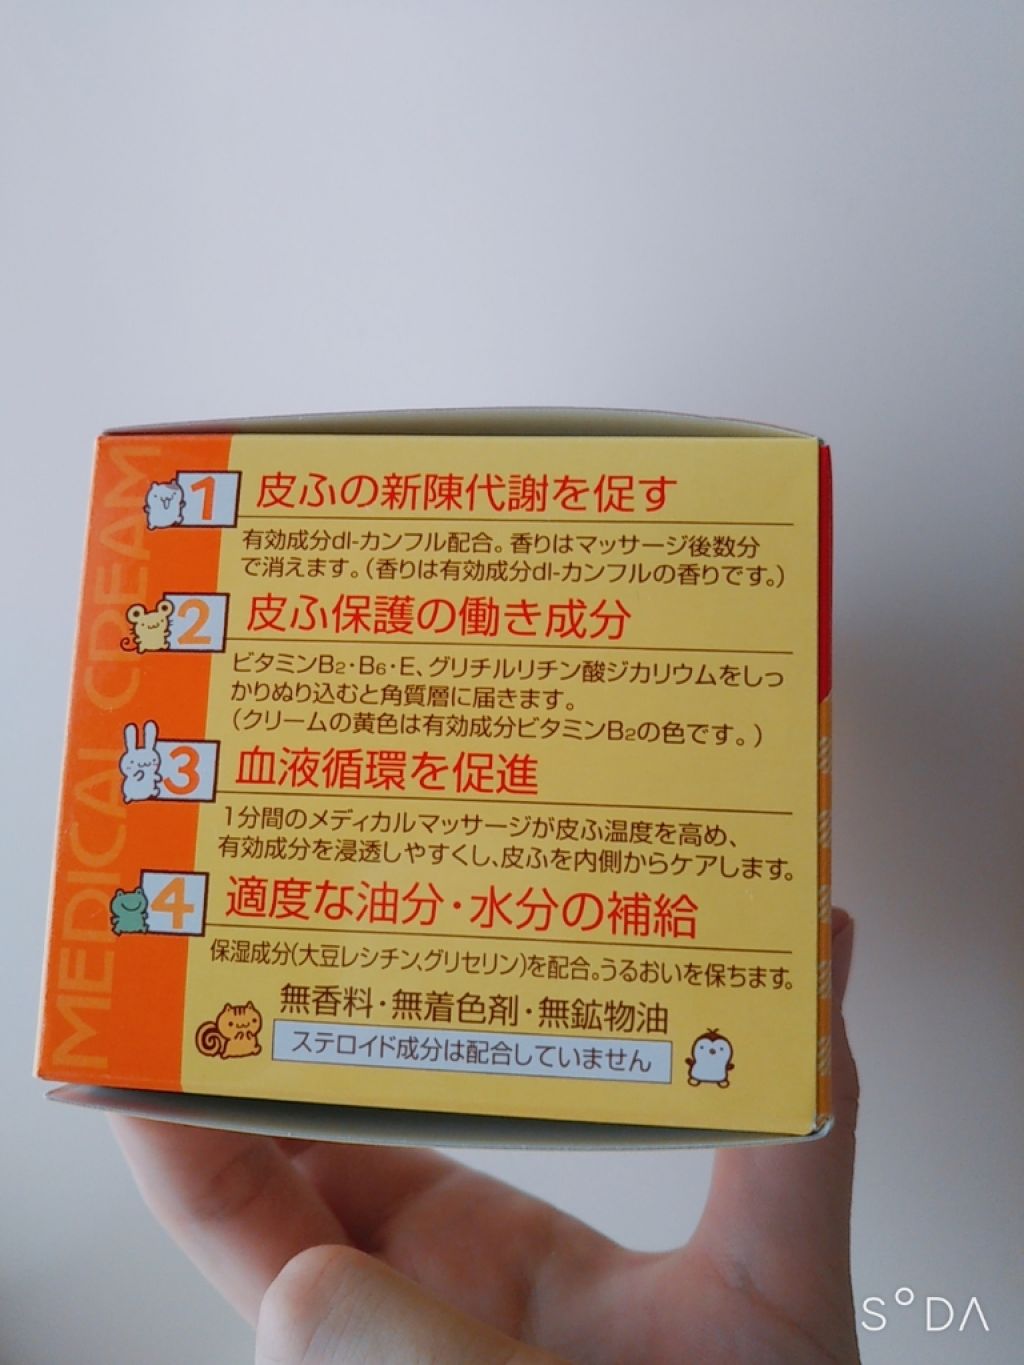 MEDICAL CREAM
1 皮ふの新陳代謝を促す
有効成分dl-カンフル配合。香りはマッサージ後数分
で消えます。(香りは有効成分dl-カンフルの香りです。)
2 皮ふ保護の働き成分
ビタミンB2・B6・E、グリチルリチン酸ジカリウムをしっ
かりぬり込むと角質層に届きます。
(クリームの黄色は有効成分ビタミンB2の色です。)
3 血液循環を促進
1分間のメディカルマッサージが皮ふ温度を高め、
有効成分を浸透しやすくし、皮ふを内側からケアします。
4 適度な油分・水分の補給
保湿成分(大豆レシチン、グリセリン)を配合。うるおいを保ちます。
無香料・無着色剤・無鉱物油
ステロイド成分は配合していません
S°DA